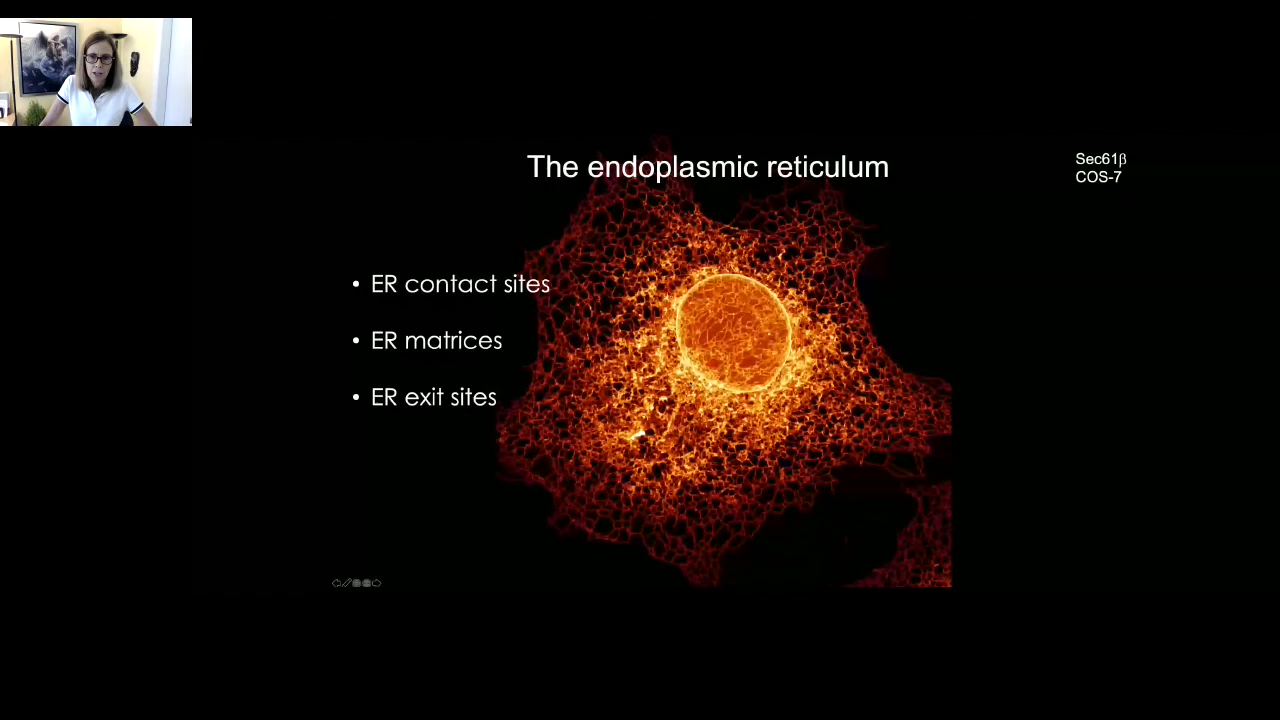 The endoplasmic reticulum
Sec61β
COS-7
• ER contact sites
• ER matrices
• ER exit sites